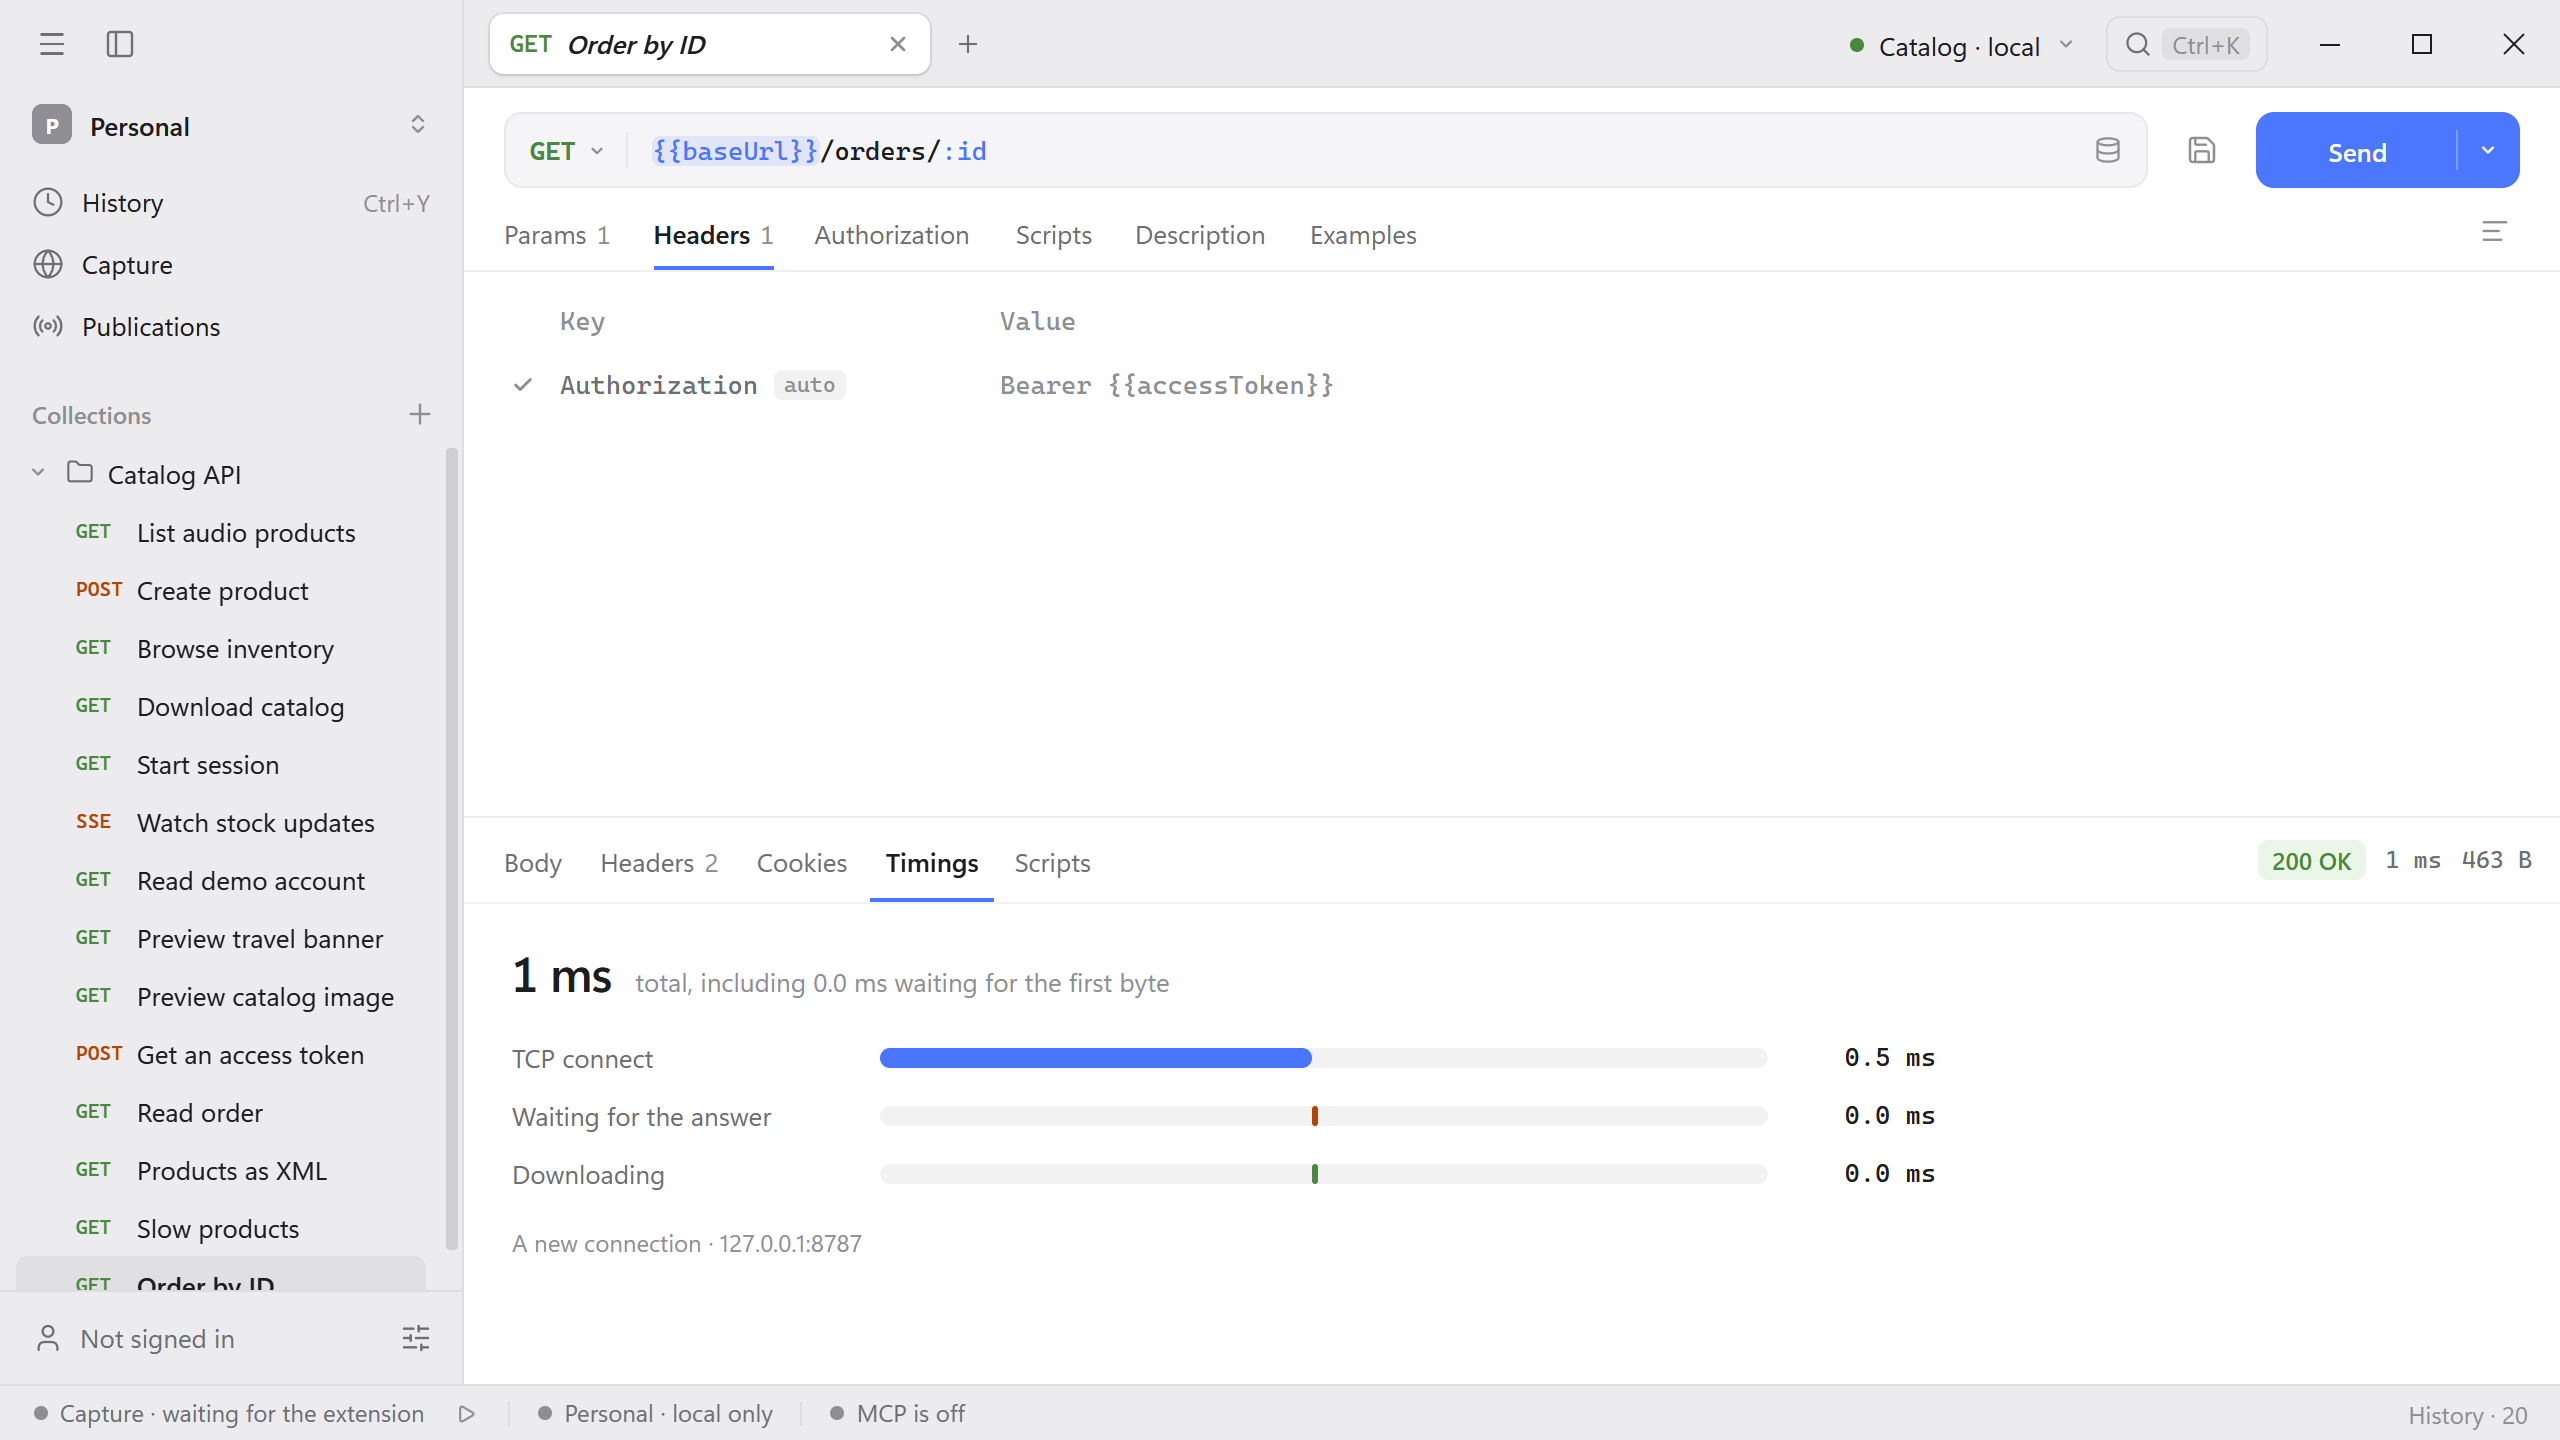 GET Order by ID
Catalog · local
Ctrl+K
P Personal
History Ctrl+Y
Capture
Publications
Collections
Catalog API
GET List audio products
POST Create product
GET Browse inventory
GET Download catalog
GET Start session
SSE Watch stock updates
GET Read demo account
GET Preview travel banner
GET Preview catalog image
POST Get an access token
GET Read order
GET Products as XML
GET Slow products
GET Order by ID
Not signed in
GET {{baseUrl}}/orders/:id
Send
Params 1 Headers 1 Authorization Scripts Description Examples
Key Value
Authorization auto Bearer {{accessToken}}
Body Headers 2 Cookies Timings Scripts
200 OK 1 ms 463 B
1 ms total, including 0.0 ms waiting for the first byte
TCP connect 0.5 ms
Waiting for the answer 0.0 ms
Downloading 0.0 ms
A new connection · 127.0.0.1:8787
Capture · waiting for the extension
Personal · local only
MCP is off
History · 20